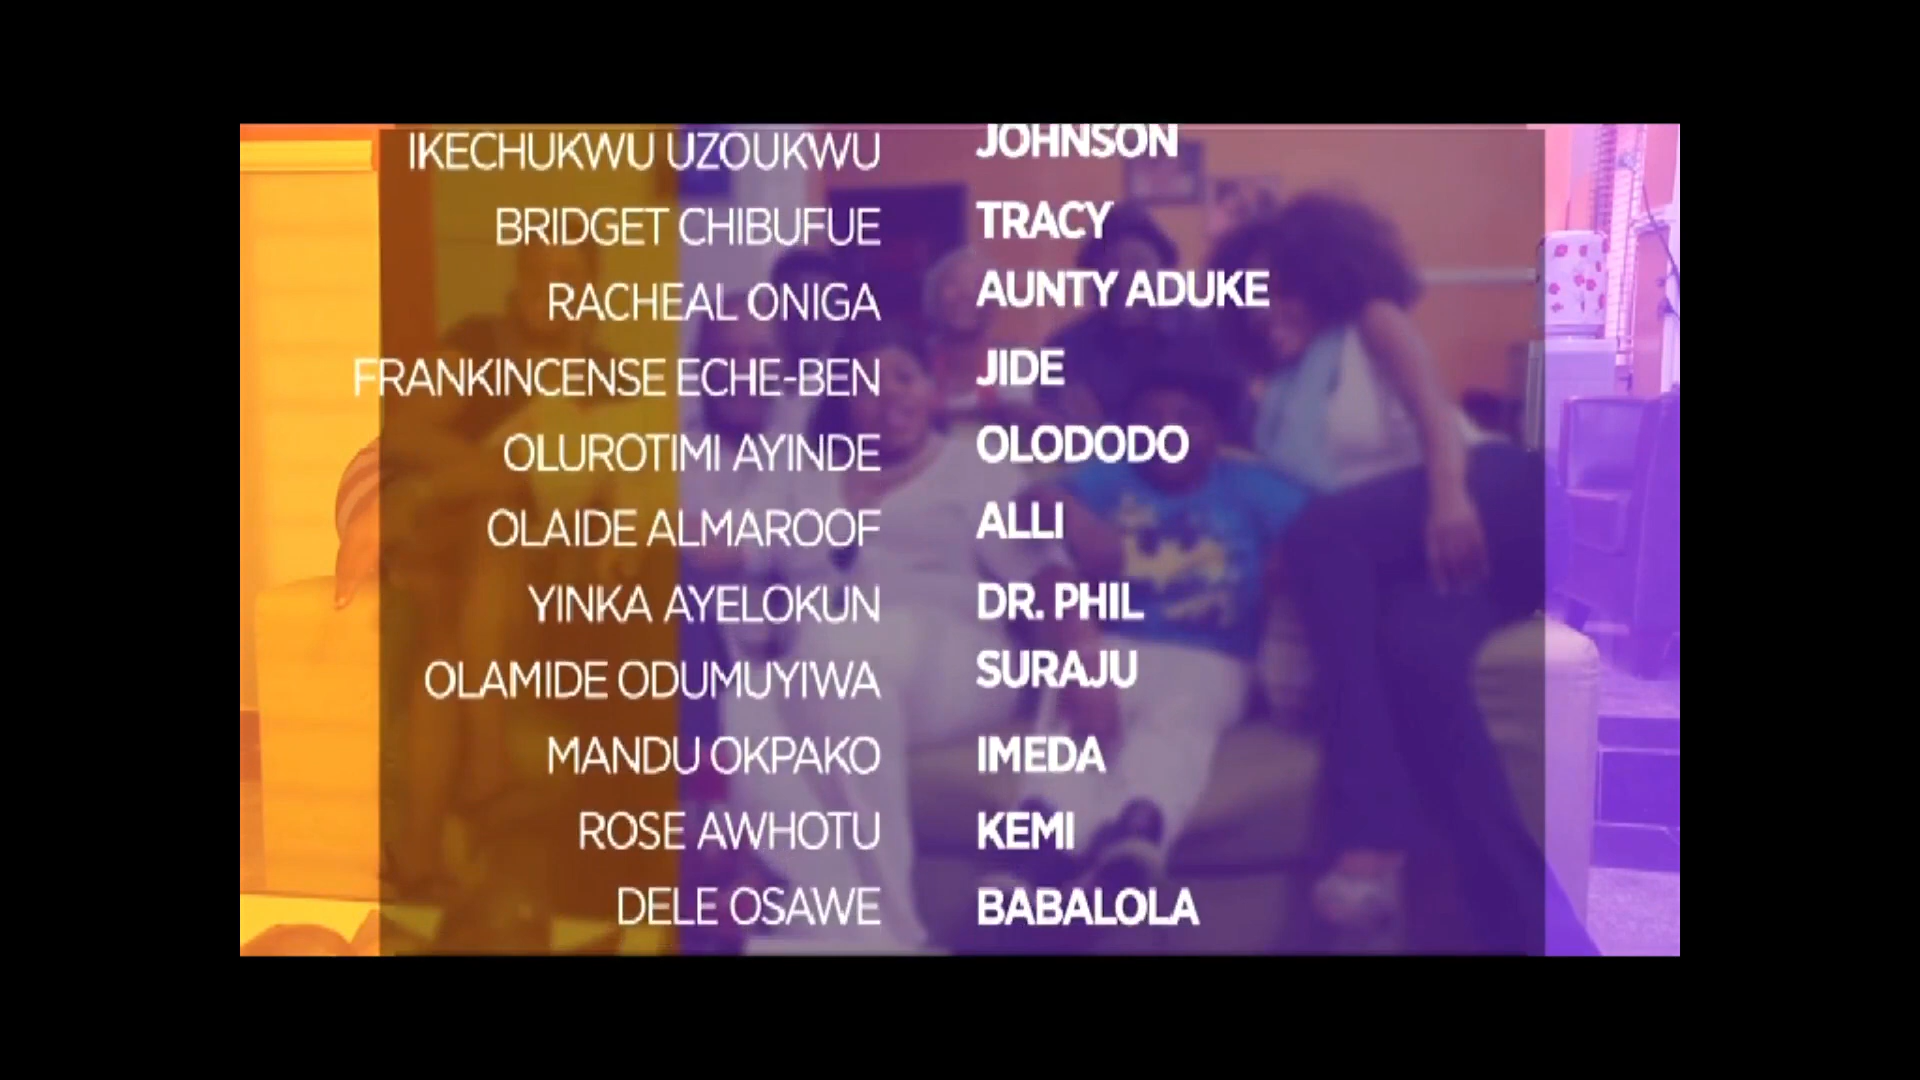 IKECHUKWU UZOUKWU JOHNSON
BRIDGET CHIBUFUE TRACY
RACHEAL ONIGA AUNTY ADUKE
FRANKINCENSE ECHE-BEN JIDE
OLUROTIMI AYINDE OLODODO
OLAIDE ALMAROOF ALLI
YINKA AYELOKUN DR. PHIL
OLAMIDE ODUMUYIWA SURAJU
MANDU OKPAKO IMEDA
ROSE AWHOTU KEMI
DELE OSAWE BABALOLA